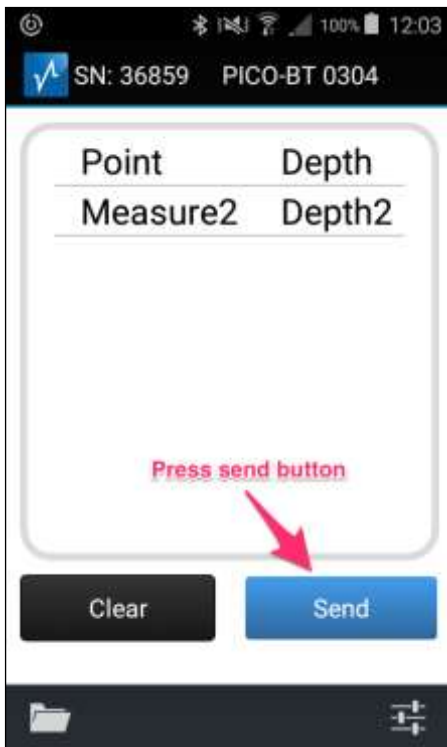 100% 12:03
SN: 36859 PICO-BT 0304
Point Depth
Measure2 Depth2
Press send button
Clear Send